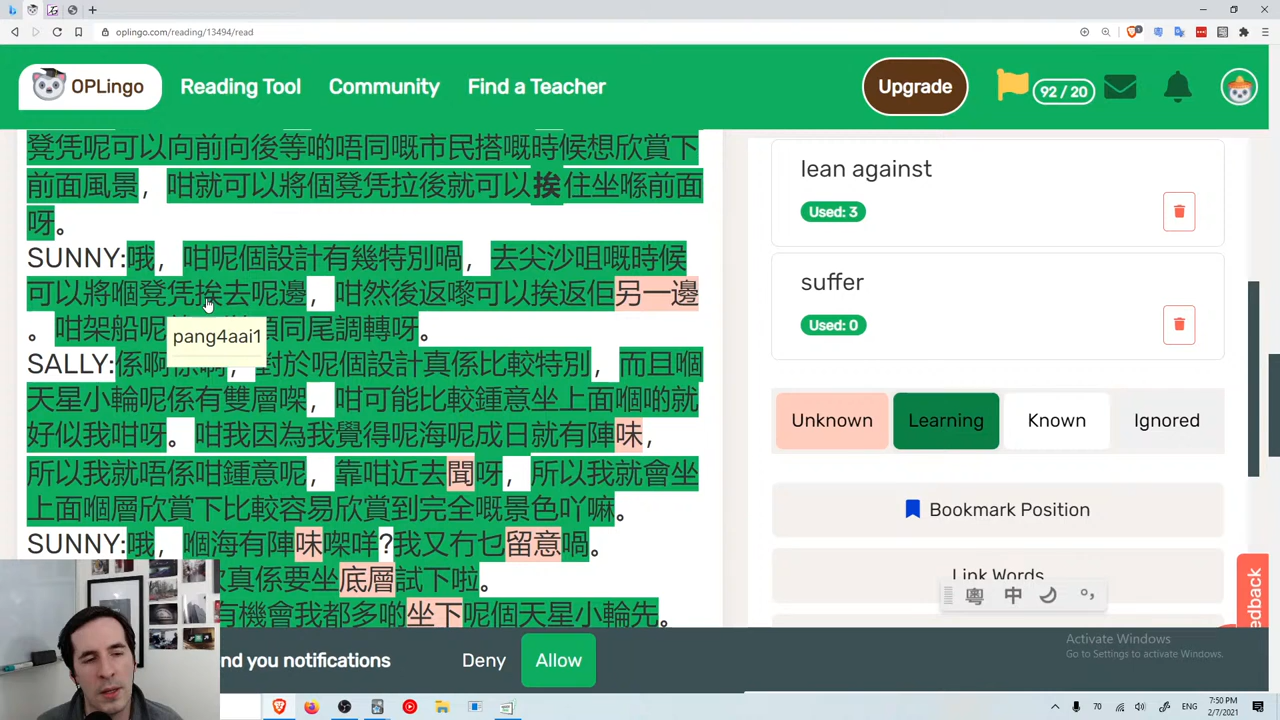 oplingo.com/reading/13494/read
OPLingo
Reading Tool
Community
Find a Teacher
Upgrade
92 / 20
凳凭呢可以向前向後等啲唔同嘅市民搭嘅時候想欣賞下
前面風景，咁就可以將個凳凭拉後就可以挨住坐喺前面
呀。
SUNNY:哦，咁呢個設計有幾特別喎，去尖沙咀嘅時候
可以將嗰凳凭挨去呢邊，咁然後返嚟可以挨返佢另一邊
。咁架船呢
同尾調轉呀。
pang4aai1
SALLY:係啊係啊，對於呢個設計真係比較特別，而且嗰
天星小輪呢係有雙層㗎，咁可能比較鍾意坐上面嗰啲就
好似我咁呀。咁我因為我覺得呢海呢成日就有陣味，
所以我就唔係咁鍾意呢，靠咁近去聞呀，所以我就會坐
上面個層欣賞下比較容易欣賞到完全嘅景色吖嘛。
SUNNY:哦，嗰海有陣味㗎咩?我又冇乜留意喎。
真係要坐底層試下啦。
有機會我都多啲坐下呢個天星小輪先。
lean against
Used: 3
suffer
Used: 0
Unknown
Learning
Known
Ignored
Bookmark Position
Link Words
粵 中
Feedback
nd you notifications
Deny
Allow
Activate Windows
Go to Settings to activate Windows.
70
ENG
7:50 PM
2/7/2021